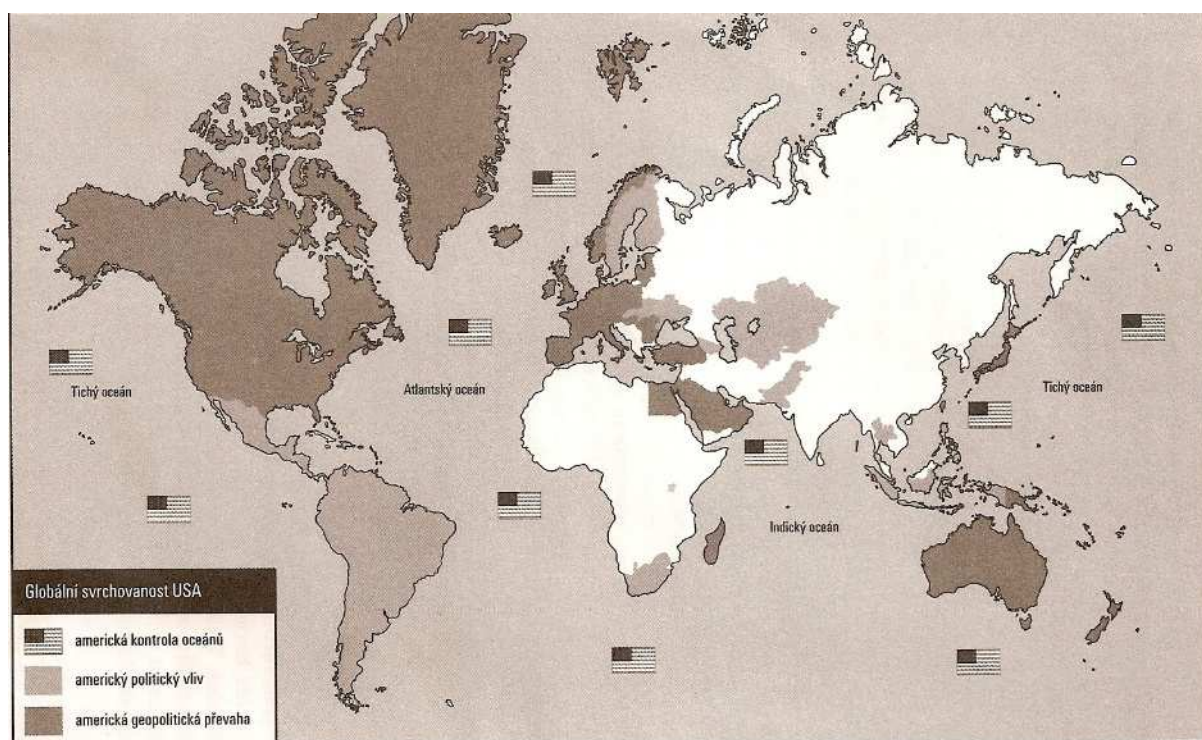 Tichý oceán
Atlantský oceán
Tichý oceán
Indický oceán
Globální svrchovanost USA
americká kontrola oceánů
americký politický vliv
americká geopolitická převaha